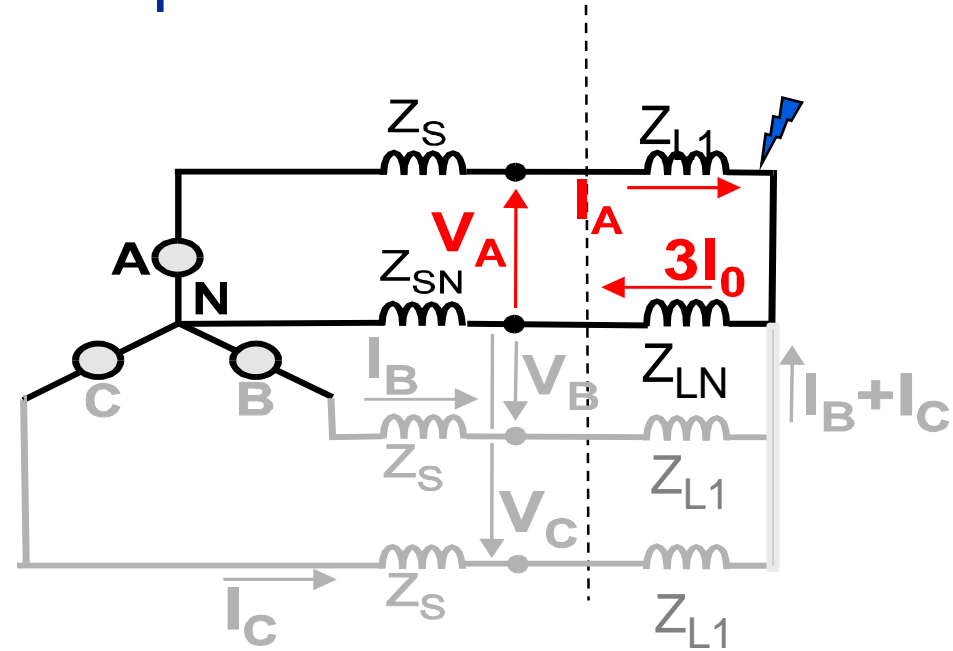 Z_S Z_L1
V_A I_A
A Z_SN 3I_0
N
C B I_B V_B Z_LN I_B+I_C
Z_S Z_L1
V_C
I_C Z_S Z_L1